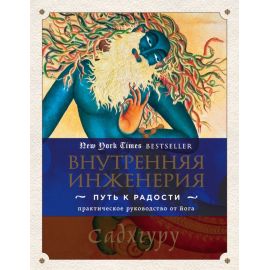 New York Times BESTSELLER
ВНУТРЕННЯЯ
ИНЖЕНЕРИЯ
~ ПУТЬ К РАДОСТИ ~
практическое руководство от йога
Садхгуру